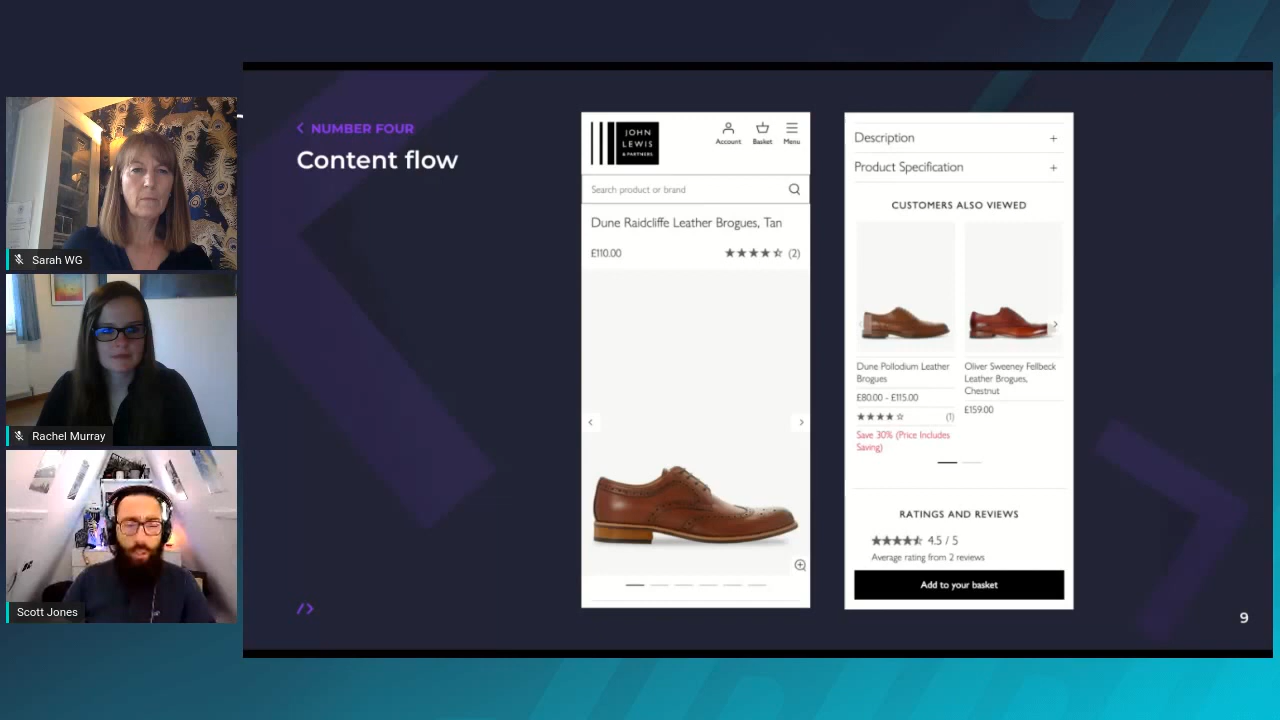 Sarah WG
Rachel Murray
Scott Jones
NUMBER FOUR
Content flow
JOHN
LEWIS
& PARTNERS
Account
Basket
Menu
Search product or brand
Dune Raidcliffe Leather Brogues, Tan
£110.00
(2)
Description +
Product Specification +
CUSTOMERS ALSO VIEWED
Dune Pollodium Leather
Brogues
£80.00 - £115.00
(1)
Save 30% (Price Includes
Saving)
Oliver Sweeney Fellbeck
Leather Brogues,
Chestnut
£159.00
RATINGS AND REVIEWS
4.5 / 5
Average rating from 2 reviews
Add to your basket
9